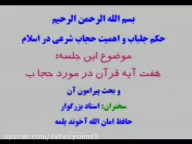 بسم الله الرحمن الرحیم
حکم جلباب و اهمیت حجاب شرعی در اسلام
موضوع این جلسه:
هفت آیه قرآن در مورد حجاب
و بحث پیرامون آن
سخنران: استاد بزرگوار
حافظ امان الله آخوند یلمه